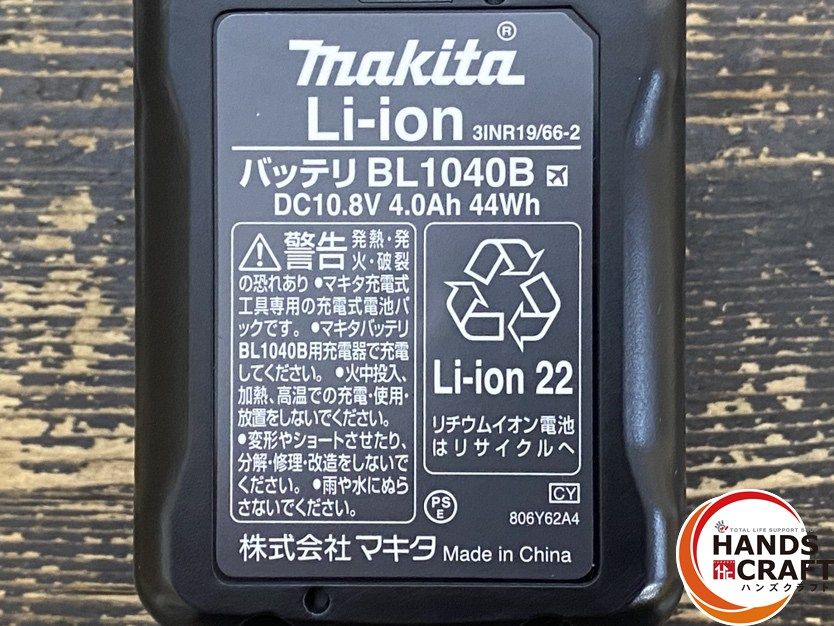 makita®
Li-ion 3INR19/66-2
バッテリ BL1040B
DC10.8V 4.0Ah 44Wh
警告 発熱・発
火・破裂
の恐れあり ●マキタ充電式
工具専用の充電式電池パ
ックです。 ●マキタバッテリ
BL1040B用充電器で充電
してください。 ●火中投入、
加熱、高温での充電・使用・
放置をしないでください。
●変形やショートさせたり、
分解・修理・改造をしないで
ください。 ●雨や水にぬら
さないでください。
Li-ion 22
リチウムイオン電池
はリサイクルへ
PS
E
CY
806Y62A4
株式会社マキタ Made in China
TOTAL LIFE SUPPORT
HANDS
CRAFT
ハンズクラフト